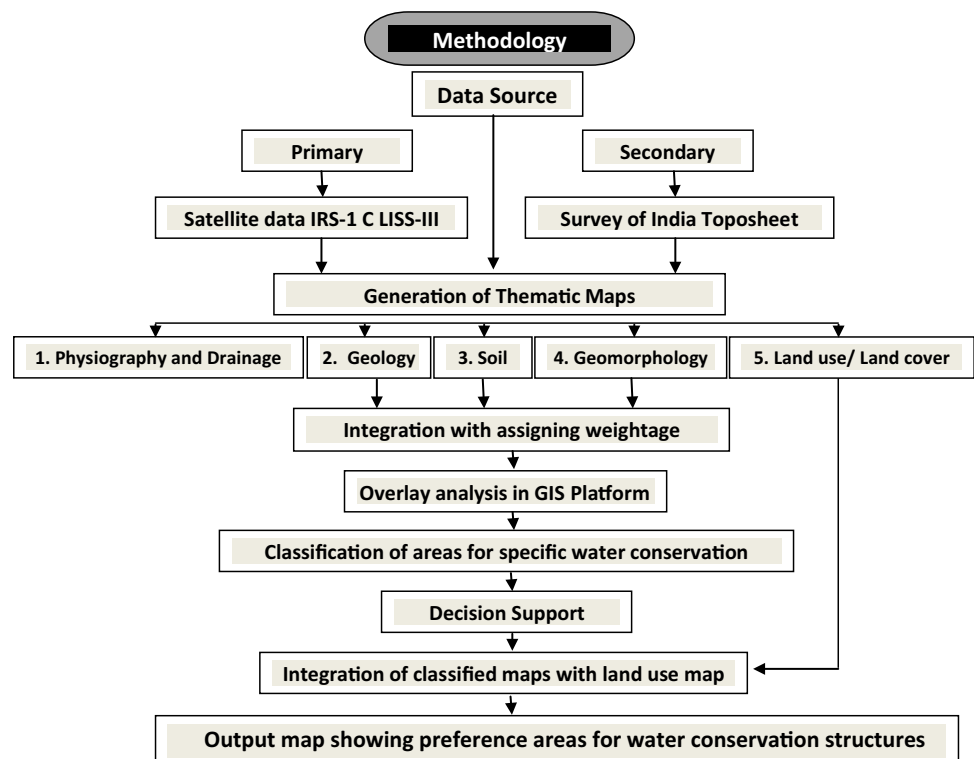 Methodology
Data Source
Primary
Secondary
Satellite data IRS-1 C LISS-III
Survey of India Toposheet
Generation of Thematic Maps
1. Physiography and Drainage
2. Geology
3. Soil
4. Geomorphology
5. Land use/ Land cover
Integration with assigning weightage
Overlay analysis in GIS Platform
Classification of areas for specific water conservation
Decision Support
Integration of classified maps with land use map
Output map showing preference areas for water conservation structures